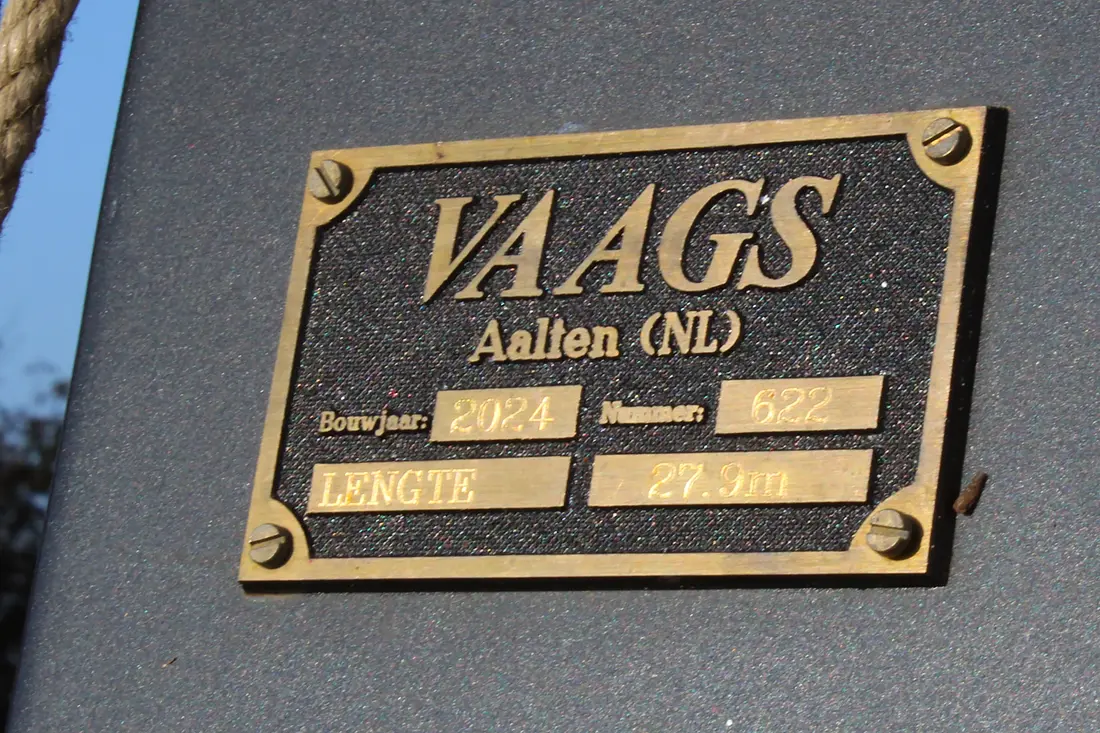 VAAGS
Aalten (NL)
Bouwjaar: 2024 Nummer: 622
LENGTE 27.9m